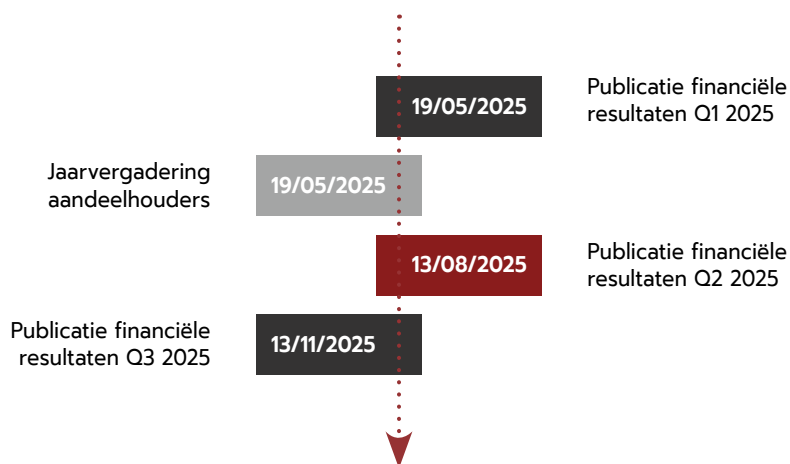 19/05/2025
Publicatie financiële
resultaten Q1 2025
Jaarvergadering
aandeelhouders
19/05/2025
13/08/2025
Publicatie financiële
resultaten Q2 2025
Publicatie financiële
resultaten Q3 2025
13/11/2025